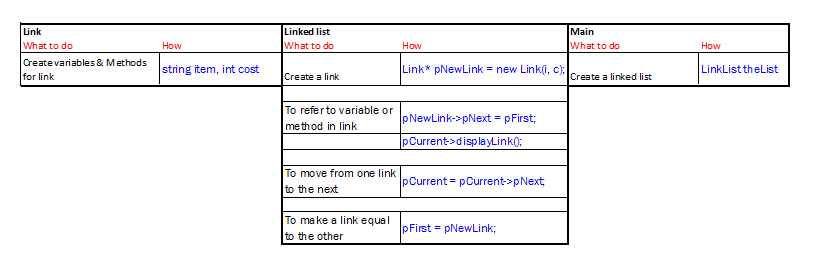 Link Linked list Main
What to do How What to do How What to do How
Create variables & Methods
for link
string item, int cost
Create a link
Link* pNewLink = new Link(i, c);
Create a linked list
LinkList theList
To refer to variable or
method in link
pNewLink->pNext = pFirst;
pCurrent->displayLink();
To move from one link
to the next
pCurrent = pCurrent->pNext;
To make a link equal
to the other
pFirst = pNewLink;